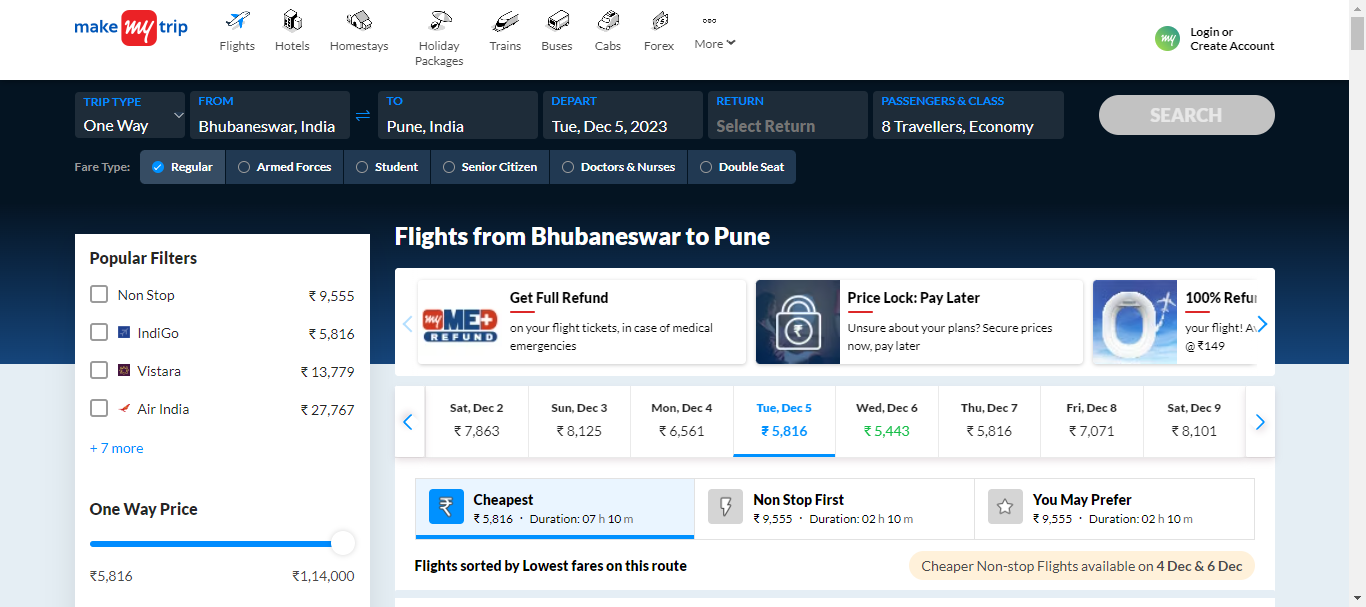 make my trip
Flights
Hotels
Homestays
Holiday
Packages
Trains
Buses
Cabs
Forex
More
my
Login or
Create Account
TRIP TYPE
One Way
FROM
Bhubaneswar, India
TO
Pune, India
DEPART
Tue, Dec 5, 2023
RETURN
Select Return
PASSENGERS & CLASS
8 Travellers, Economy
SEARCH
Fare Type:
Regular
Armed Forces
Student
Senior Citizen
Doctors & Nurses
Double Seat
Popular Filters
Non Stop ₹ 9,555
IndiGo ₹ 5,816
Vistara ₹ 13,779
Air India ₹ 27,767
+ 7 more
One Way Price
₹5,816 ₹1,14,000
Flights from Bhubaneswar to Pune
my ME+
REFUND
Get Full Refund
on your flight tickets, in case of medical
emergencies
₹
Price Lock: Pay Later
Unsure about your plans? Secure prices
now, pay later
100% Refu
your flight! A
@ ₹149
Sat, Dec 2
₹ 7,863
Sun, Dec 3
₹ 8,125
Mon, Dec 4
₹ 6,561
Tue, Dec 5
₹ 5,816
Wed, Dec 6
₹ 5,443
Thu, Dec 7
₹ 5,816
Fri, Dec 8
₹ 7,071
Sat, Dec 9
₹ 8,101
₹
Cheapest
₹ 5,816 · Duration: 07 h 10 m
Non Stop First
₹ 9,555 · Duration: 02 h 10 m
You May Prefer
₹ 9,555 · Duration: 02 h 10 m
Flights sorted by Lowest fares on this route
Cheaper Non-stop Flights available on 4 Dec & 6 Dec